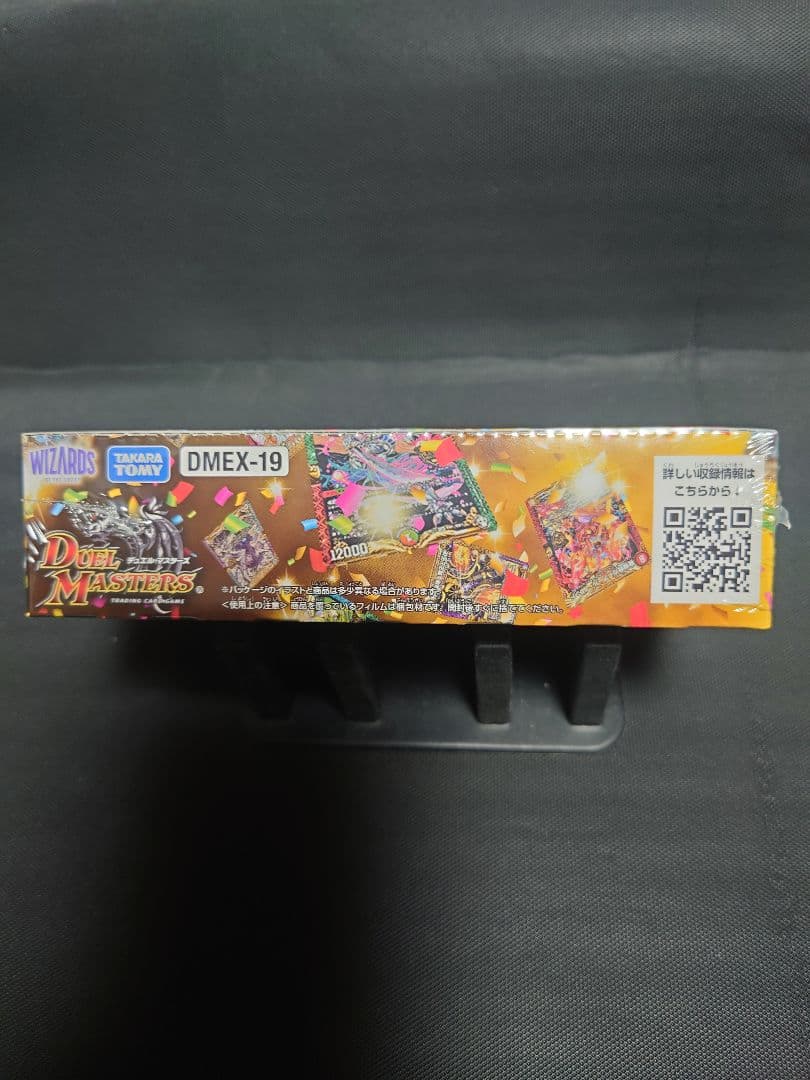 WIZARDS
OF THE COAST
TAKARA
TOMY
DMEX-19
デュエル・マスターズ
DUEL
MASTERS
TRADING CARD GAME
12000
※パッケージのイラストと商品は多少異なる場合があります。
<使用上の注意> 商品を覆っているフィルムは梱包材です。開封後すぐに捨ててください。
詳しい収録情報は
こちらから!